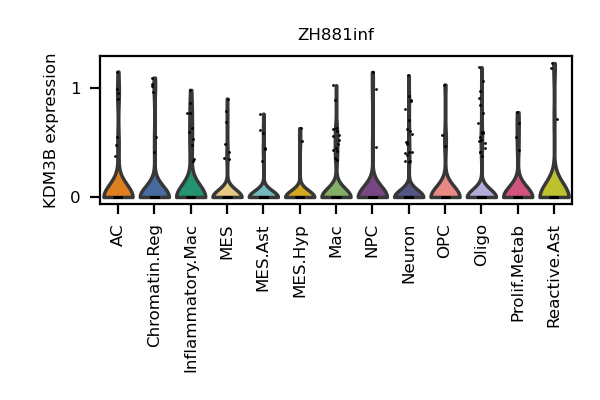 ZH881inf
KDM3B expression
1
0
AC
Chromatin.Reg
Inflammatory.Mac
MES
MES.Ast
MES.Hyp
Mac
NPC
Neuron
OPC
Oligo
Prolif.Metab
Reactive.Ast